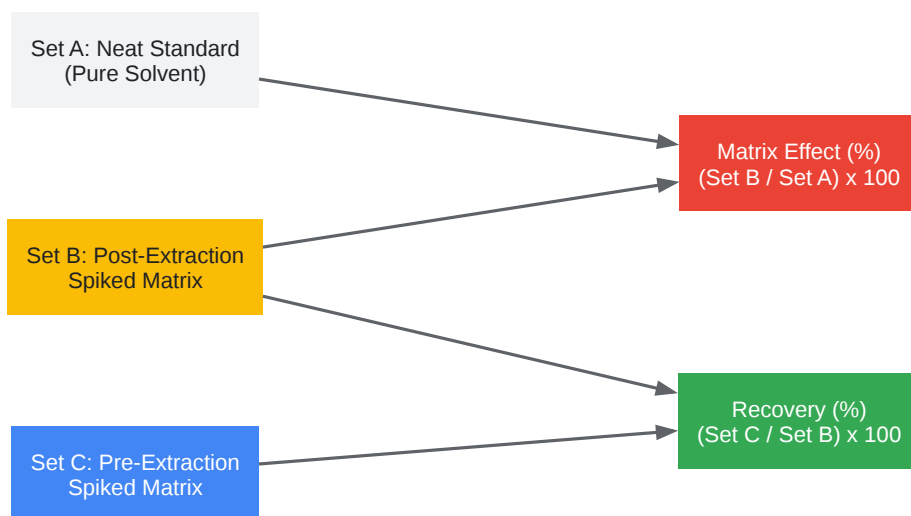 Set A: Neat Standard
(Pure Solvent)
Matrix Effect (%)
(Set B / Set A) x 100
Set B: Post-Extraction
Spiked Matrix
Recovery (%)
(Set C / Set B) x 100
Set C: Pre-Extraction
Spiked Matrix